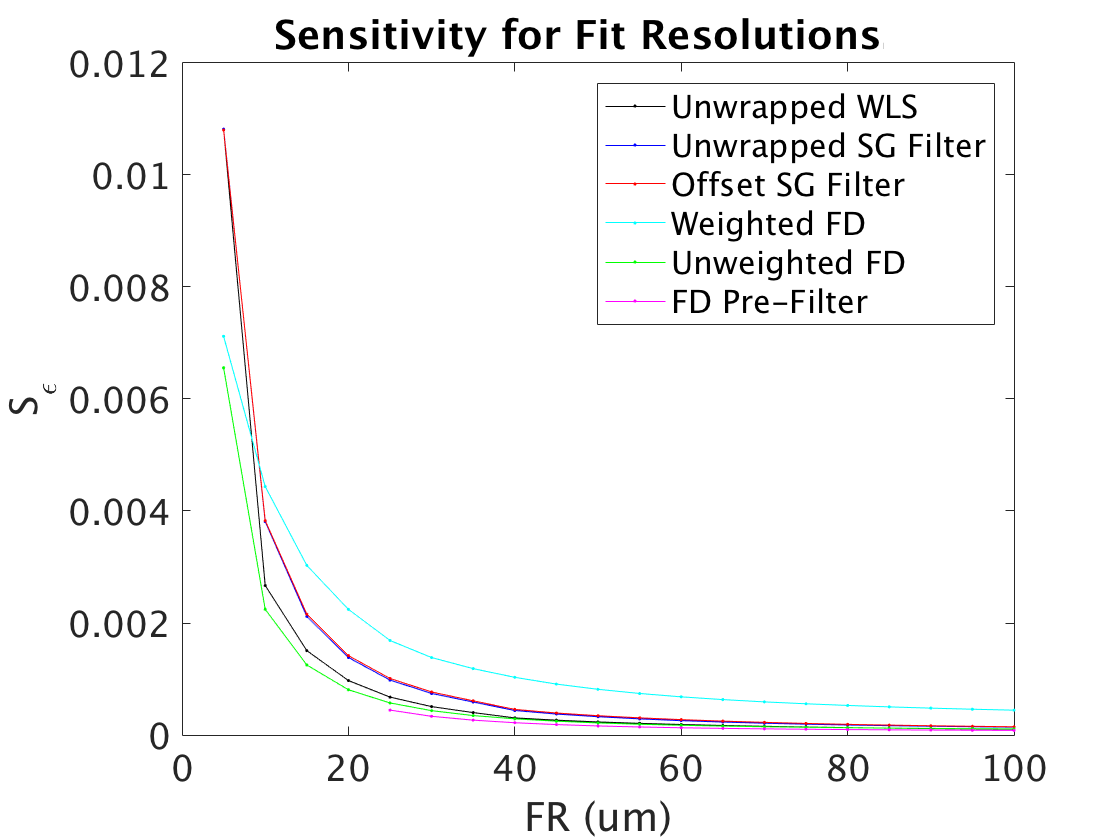 Sensitivity for Fit Resolutions
0.012
0.01
0.008
0.006
0.004
0.002
0
S ϵ
Unwrapped WLS
Unwrapped SG Filter
Offset SG Filter
Weighted FD
Unweighted FD
FD Pre-Filter
0 20 40 60 80 100
FR (um)